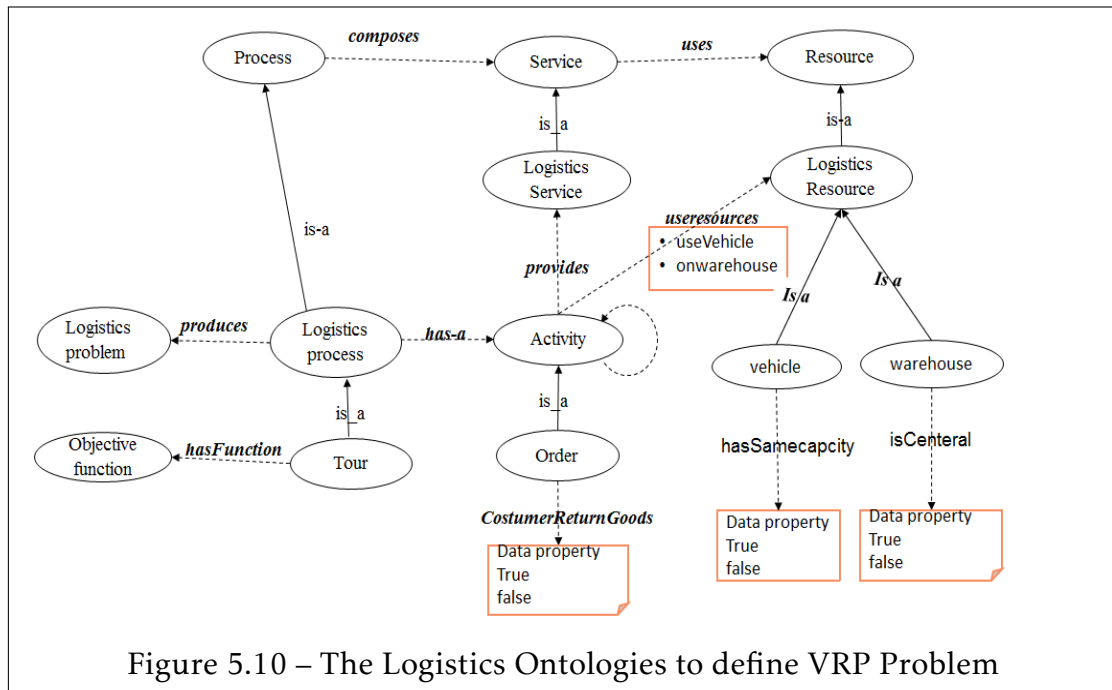 composes
uses
Process
Service
Resource
is_a
is-a
Logistics
Service
Logistics
Resource
is-a
useresources
• useVehicle
• onwarehouse
provides
Is a
Is a
Logistics
problem
produces
Logistics
process
has-a
Activity
vehicle
warehouse
is_a
is_a
hasSamecapcity
isCenteral
Objective
function
hasFunction
Tour
Order
CostumerReturnGoods
Data property
True
false
Data property
True
false
Data property
True
false
Figure 5.10 – The Logistics Ontologies to define VRP Problem